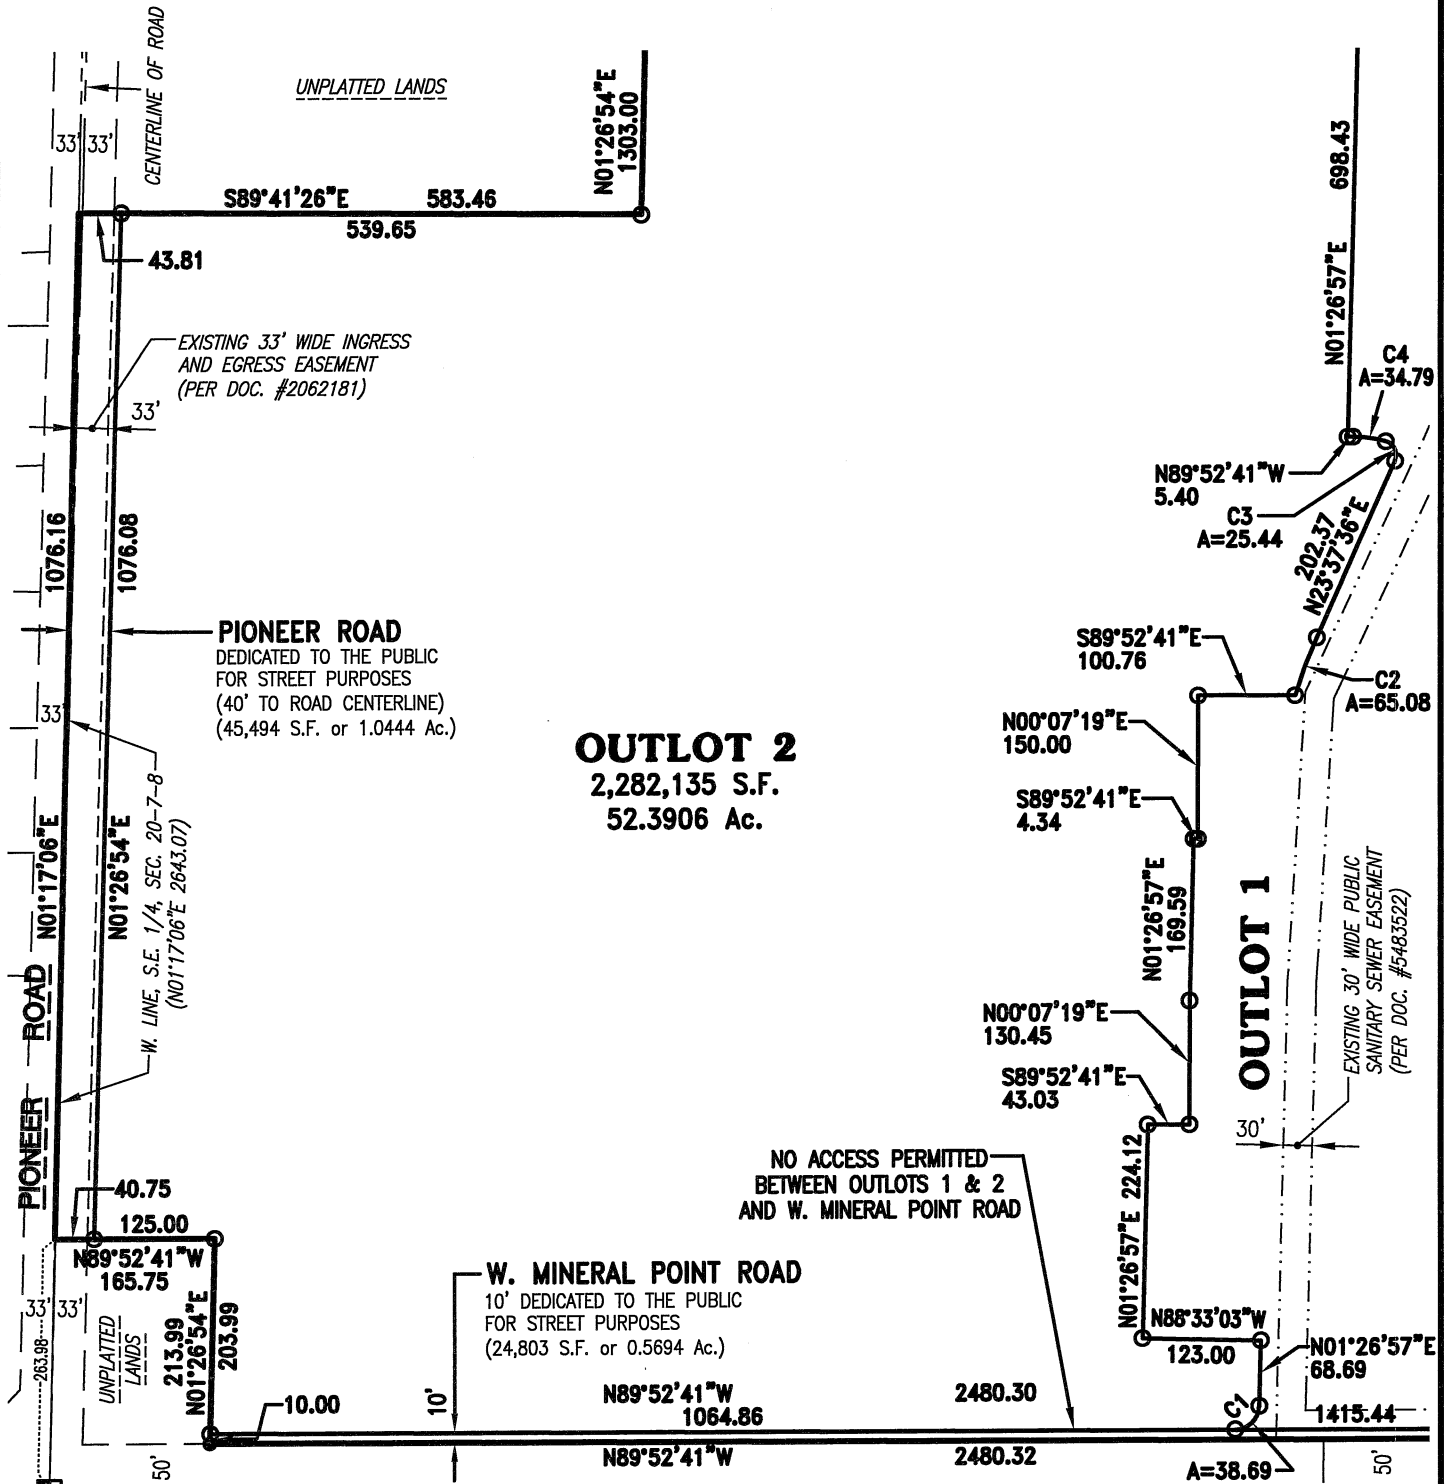 CENTERLINE OF ROAD
UNPLATTED LANDS
33' 33'
N01°26'54"E
1303.00
S89°41'26"E 583.46
539.65
43.81
698.43
N01°26'57"E
EXISTING 33' WIDE INGRESS
AND EGRESS EASEMENT
(PER DOC. #2062181)
33'
C4
A=34.79
N89°52'41"W
5.40
C3
A=25.44
202.37
N23°37'36"E
1076.16
1076.08
PIONEER ROAD
DEDICATED TO THE PUBLIC
FOR STREET PURPOSES
(40' TO ROAD CENTERLINE)
(45,494 S.F. or 1.0444 Ac.)
33'
S89°52'41"E
100.76
C2
A=65.08
N00°07'19"E
150.00
OUTLOT 2
2,282,135 S.F.
52.3906 Ac.
S89°52'41"E
4.34
N01°17'06"E
N01°26'54"E
W. LINE, S.E. 1/4, SEC. 20-7-8
(N01°17'06"E 2643.07)
N01°26'57"E
169.59
OUTLOT 1
EXISTING 30' WIDE PUBLIC
SANITARY SEWER EASEMENT
(PER DOC. #5483522)
PIONEER ROAD
N00°07'19"E
130.45
S89°52'41"E
43.03
30'
NO ACCESS PERMITTED
BETWEEN OUTLOTS 1 & 2
AND W. MINERAL POINT ROAD
N01°26'57"E 224.12
40.75
125.00
N89°52'41"W
165.75
W. MINERAL POINT ROAD
10' DEDICATED TO THE PUBLIC
FOR STREET PURPOSES
(24,803 S.F. or 0.5694 Ac.)
33' 33'
263.98
UNPLATTED
LANDS
213.99
N01°26'54"E
203.99
N88°33'03"W
123.00
N01°26'57"E
68.69
10.00
10'
N89°52'41"W 2480.30
1064.86
C1
1415.44
N89°52'41"W 2480.32
A=38.69
50'
50'